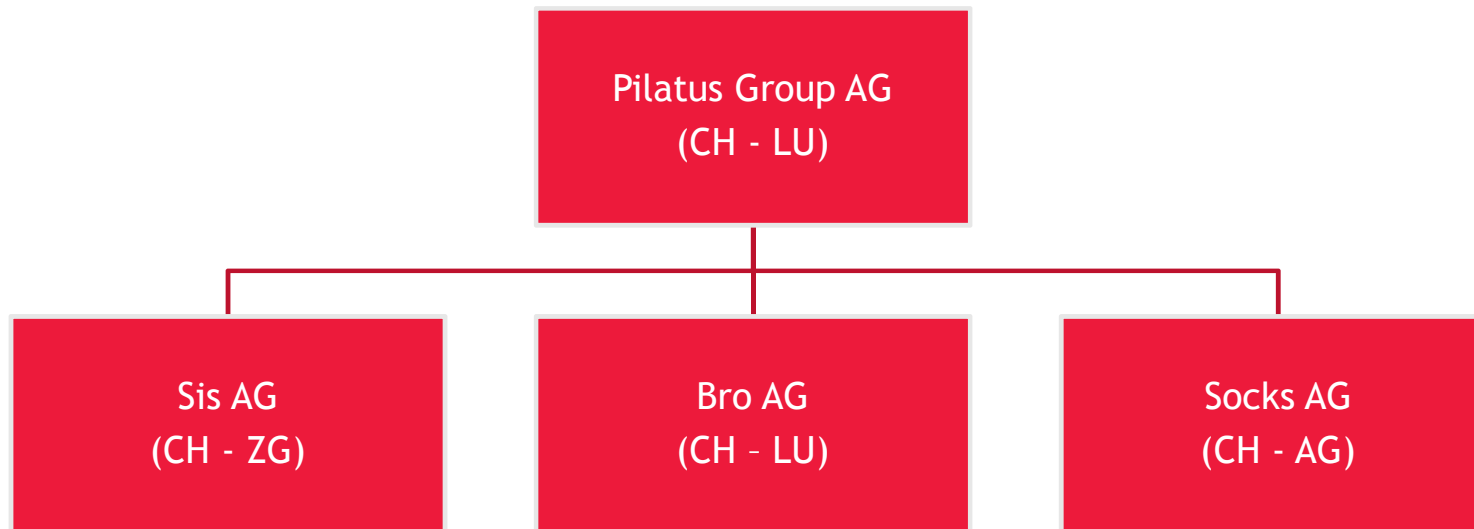 Pilatus Group AG
(CH - LU)
Sis AG
(CH - ZG)
Bro AG
(CH – LU)
Socks AG
(CH - AG)